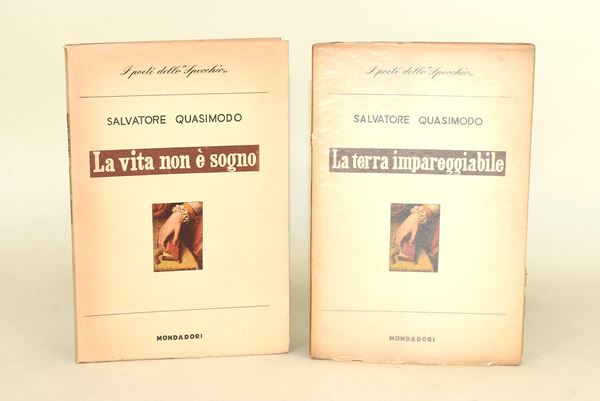 I poeti dello "Specchio"
SALVATORE QUASIMODO
La vita non è sogno
MONDADORI
I poeti dello "Specchio"
SALVATORE QUASIMODO
La terra impareggiabile
MONDADORI